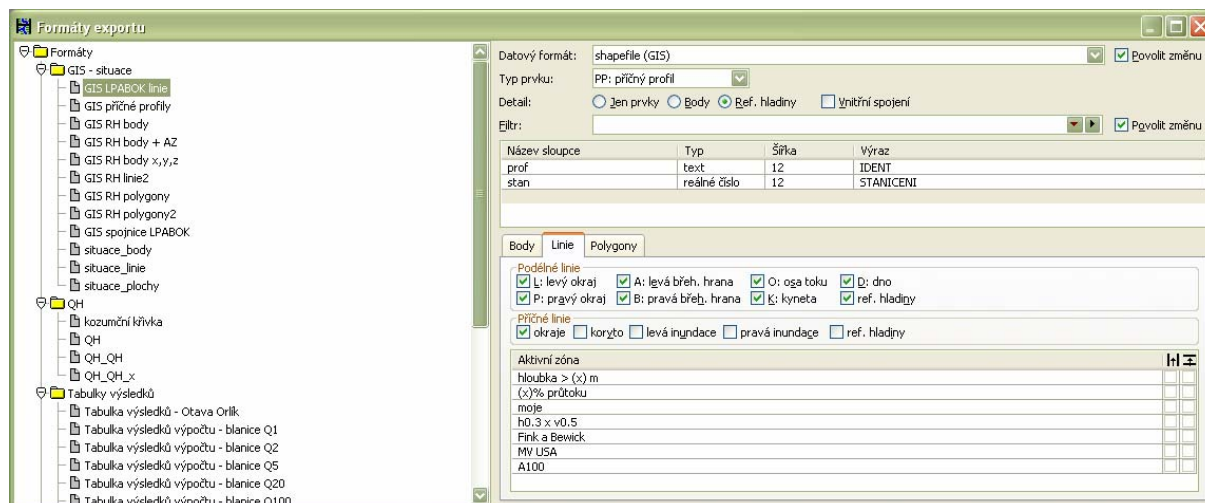 Formáty exportu
Formáty
GIS - situace
GIS LPABOK linie
GIS příčné profily
GIS RH body
GIS RH body + AZ
GIS RH body x,y,z
GIS RH linie2
GIS RH polygony
GIS RH polygony2
GIS spojnice LPABOK
situace_body
situace_linie
situace_plochy
QH
kozumční křivka
QH
QH_QH
QH_QH_x
Tabulky výsledků
Tabulka výsledků - Otava Orlík
Tabulka výsledků výpočtu - blanice Q1
Tabulka výsledků výpočtu - blanice Q2
Tabulka výsledků výpočtu - blanice Q5
Tabulka výsledků výpočtu - blanice Q20
Tabulka výsledků výpočtu - blanice Q100
Datový formát: shapefile (GIS) Povolit změnu
Typ prvku: PP: příčný profil
Detail: Jen prvky Body Ref. hladiny Vnitřní spojení
Filtr: Povolit změnu
Název sloupce Typ Šířka Výraz
prof text 12 IDENT
stan reálné číslo 12 STANICENI
Body Linie Polygony
Podélné linie
L: levý okraj A: levá břeh. hrana O: osa toku D: dno
P: pravý okraj B: pravá břeh. hrana K: kyneta ref. hladiny
Příčné linie
okraje koryto levá inundace pravá inundace ref. hladiny
Aktivní zóna
hloubka > (x) m
(x)% průtoku
moje
h0.3 x v0.5
Fink a Bewick
MV USA
A100